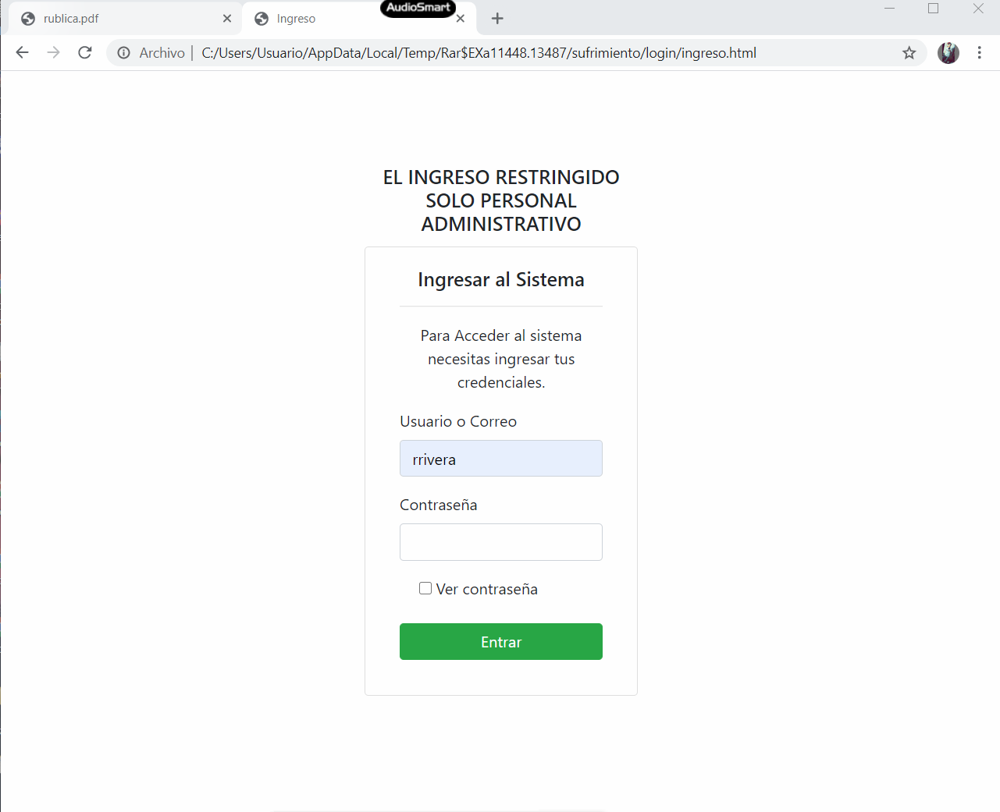 AudioSmart
rublica.pdf
Ingreso
Archivo | C:/Users/Usuario/AppData/Local/Temp/Rar$EXa11448.13487/sufrimiento/login/ingreso.html
EL INGRESO RESTRINGIDO
SOLO PERSONAL
ADMINISTRATIVO
Ingresar al Sistema
Para Acceder al sistema
necesitas ingresar tus
credenciales.
Usuario o Correo
rrivera
Contraseña
Ver contraseña
Entrar